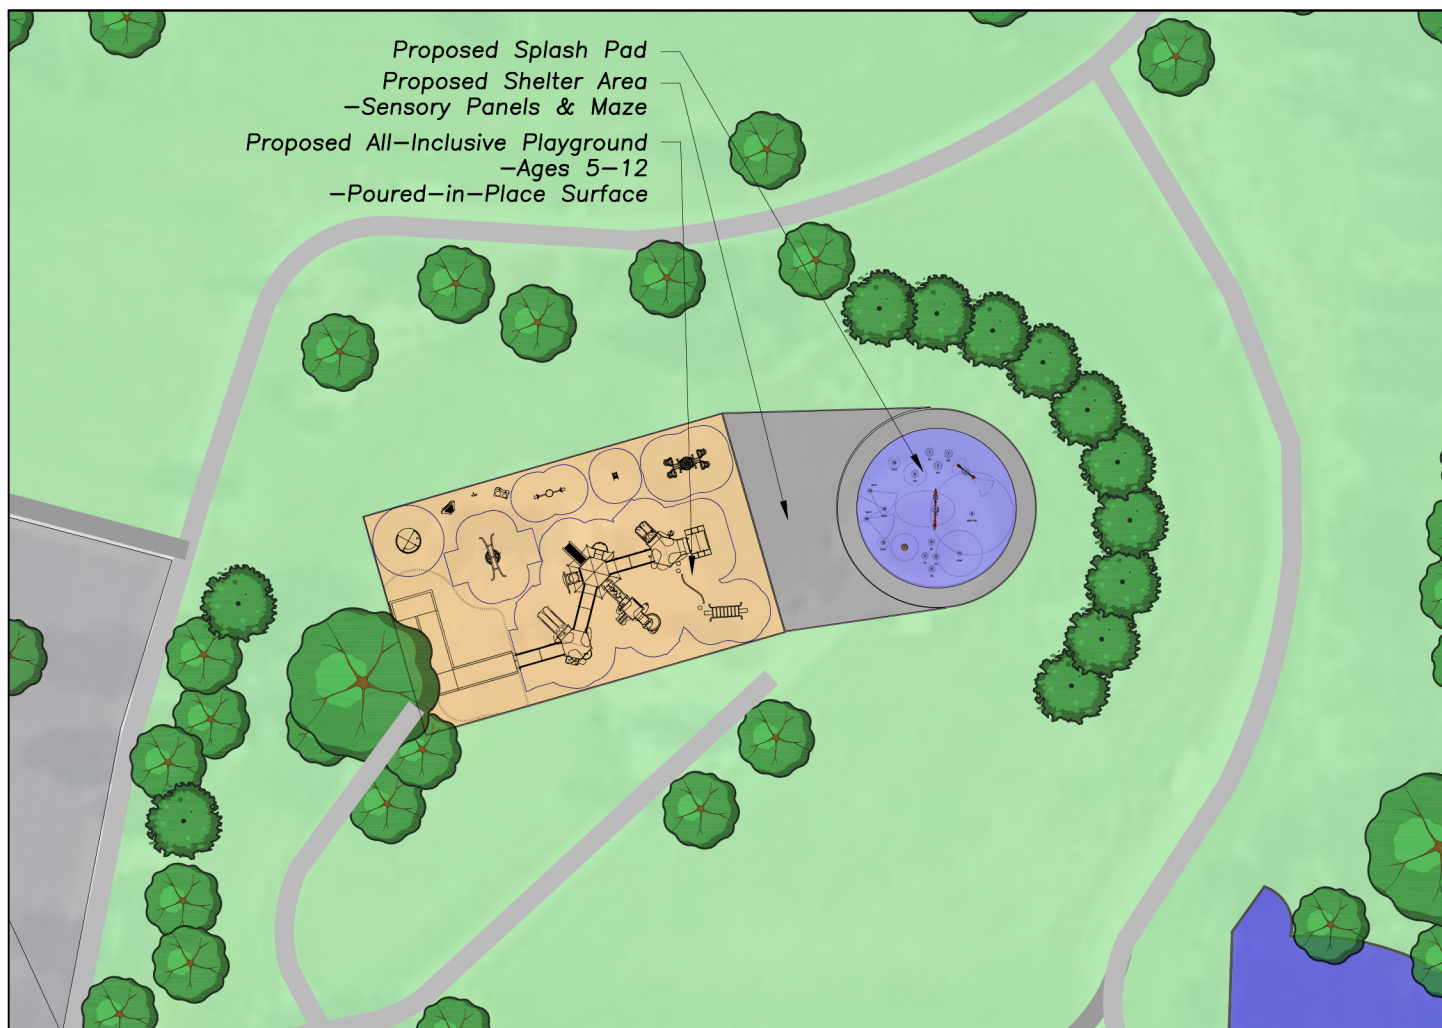 Proposed Splash Pad
Proposed Shelter Area
-Sensory Panels & Maze
Proposed All-Inclusive Playground
-Ages 5-12
-Poured-in-Place Surface